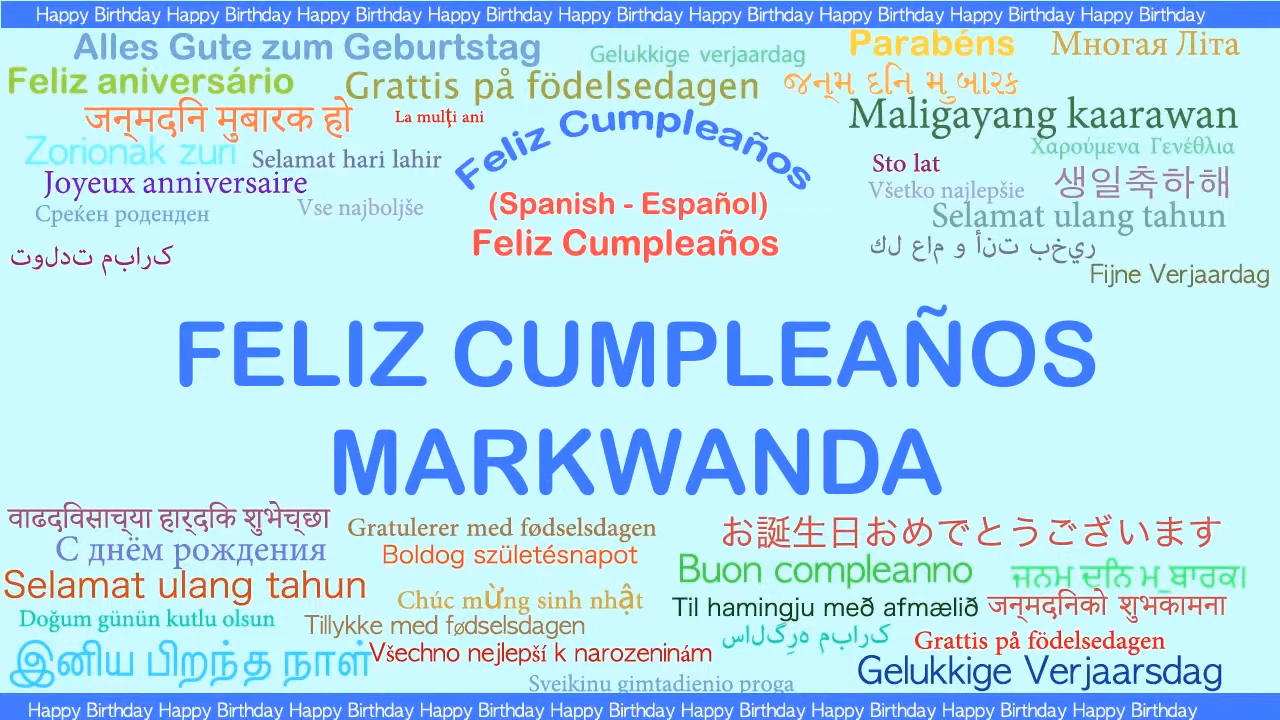 Happy Birthday Happy Birthday Happy Birthday Happy Birthday Happy Birthday Happy Birthday Happy Birthday Happy Birthday Happy Birthday
Alles Gute zum Geburtstag
Gelukkige verjaardag
Parabéns
Многая Літа
Feliz aniversário
Grattis på födelsedagen
જન્મ દિન મુબારક
जन्मदिन मुबारक हो
La mulţi ani
Feliz Cumpleaños
Maligayang kaarawan
Zorionak zuri
Selamat hari lahir
Sto lat
Χαρούμενα Γενέθλια
Joyeux anniversaire
Všetko najlepšie
생일축하해
Среќен роденден
Vse najboljše
(Spanish - Español)
Selamat ulang tahun
تولدت مبارک
Feliz Cumpleaños
كل عام و أنت بخير
Fijne Verjaardag
FELIZ CUMPLEAÑOS
MARKWANDA
वाढदिवसाच्या हार्दिक शुभेच्छा
Gratulerer med fødselsdagen
お誕生日おめでとうございます
С днём рождения
Boldog születésnapot
Buon compleanno
ਜਨਮ ਦਿਨ ਮੁਬਾਰਕ।
Selamat ulang tahun
Chúc mừng sinh nhật
Til hamingju með afmælið
जन्मदिनको शुभकामना
Doğum günün kutlu olsun
Tillykke med fødselsdagen
سالگرہ مبارک
Grattis på födelsedagen
இனிய பிறந்த நாள்
Všechno nejlepší k narozeninám
Gelukkige Verjaarsdag
Sveikinu gimtadienio proga
Happy Birthday Happy Birthday Happy Birthday Happy Birthday Happy Birthday Happy Birthday Happy Birthday Happy Birthday Happy Birthday